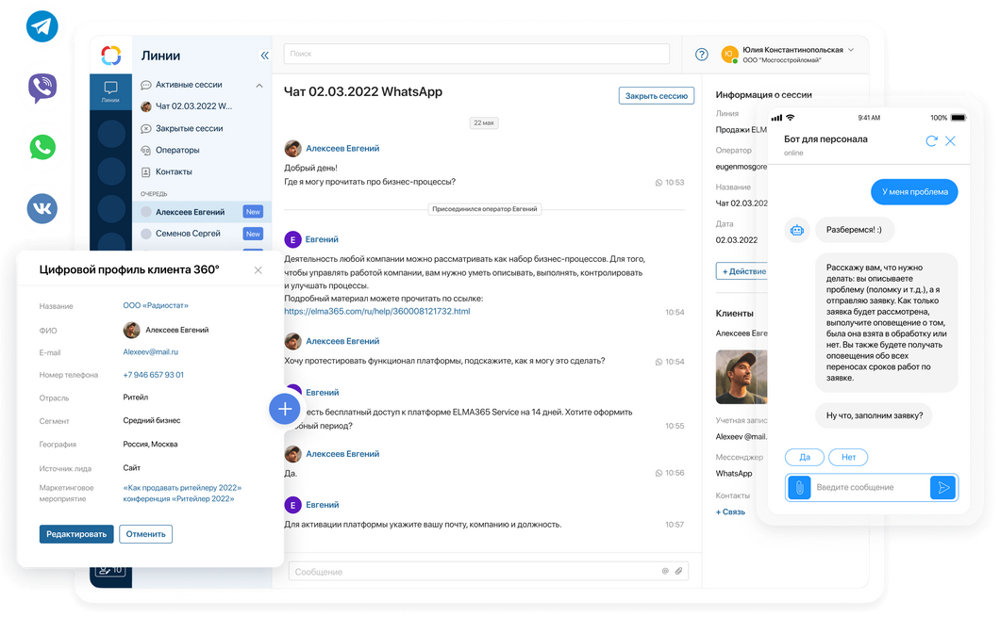 Линии
Линии
Активные сессии
Чат 02.03.2022 W...
Закрытые сессии
Операторы
Контакты
ОЧЕРЕДЬ
Алексеев Евгений New
Семенов Сергей New
10
Поиск
Ю
Юлия Константинопольская
ООО "Мосгосстройломай"
Чат 02.03.2022 WhatsApp
Закрыть сессию
22 мая
Алексеев Евгений
Добрый день!
Где я могу прочитать про бизнес-процессы?
10:53
Присоединился оператор Евгений
Е Евгений
Деятельность любой компании можно рассматривать как набор бизнес-процессов. Для того,
чтобы управлять работой компании, вам нужно уметь описывать, выполнять, контролировать
и улучшать процессы.
Подробный материал можете прочитать по ссылке:
https://elma365.com/ru/help/360008121732.html
10:54
Алексеев Евгений
Хочу протестировать функционал платформы, подскажите, как я могу это сделать?
10:54
Евгений
есть бесплатный доступ к платформе ELMA365 Service на 14 дней. Хотите оформить
бный период?
10:55
Алексеев Евгений
Да.
10:56
Е Евгений
Для активации платформы укажите вашу почту, компанию и должность.
10:57
Сообщение
@
Информация о сессии
Линия
Продажи ELM
Оператор
eugenmosgore
Название
Чат 02.03.202
Дата
02.03.2022
+ Действие
Клиенты
Алексеев Евге
Учетная запис
Alexeev @mail.
Мессенджер
WhatsApp
Контакты
+ Связь
Цифровой профиль клиента 360°
Название ООО «Радиостат»
ФИО Алексеев Евгений
E-mail Alexeev@mail.ru
Номер телефона +7 946 657 93 01
Отрасль Ритейл
Сегмент Средний бизнес
География Россия, Москва
Источник лида Сайт
Маркетинговое мероприятие
«Как продавать ритейлеру 2022»
конференция «Ритейлер 2022»
Редактировать Отменить
9:41 AM 100%
Бот для персонала
online
У меня проблема
Разберемся! :)
Расскажу вам, что нужно
делать: вы описываете
проблему (поломку и т.д.), а я
отправляю заявку. Как только
заявка будет рассмотрена,
выполучите оповещение о том,
была она взята в обработку или
нет. Вы также будете получать
оповещения обо всех
переносах сроков работ по
заявке.
Ну что, заполним заявку?
Да Нет
Введите сообщение